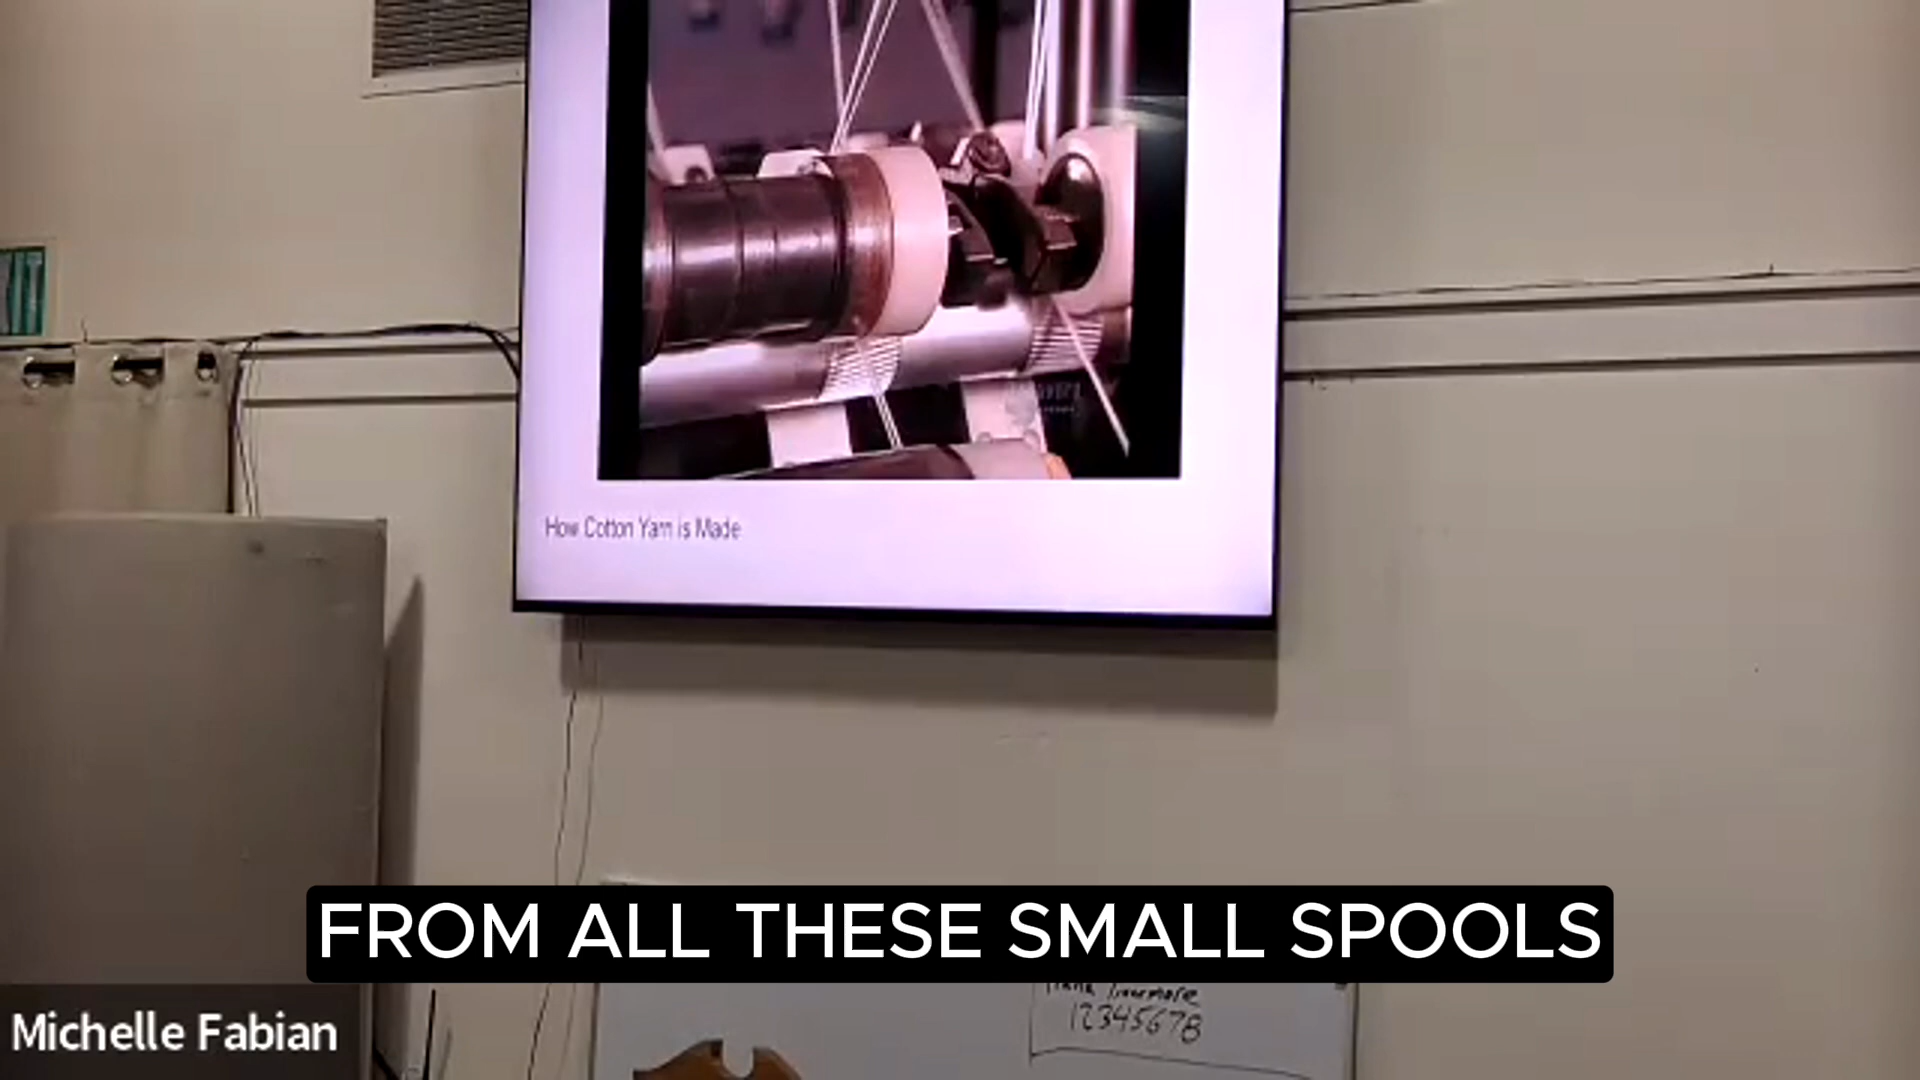 How Cotton Yarn is Made
FROM ALL THESE SMALL SPOOLS
12345678
Michelle Fabian